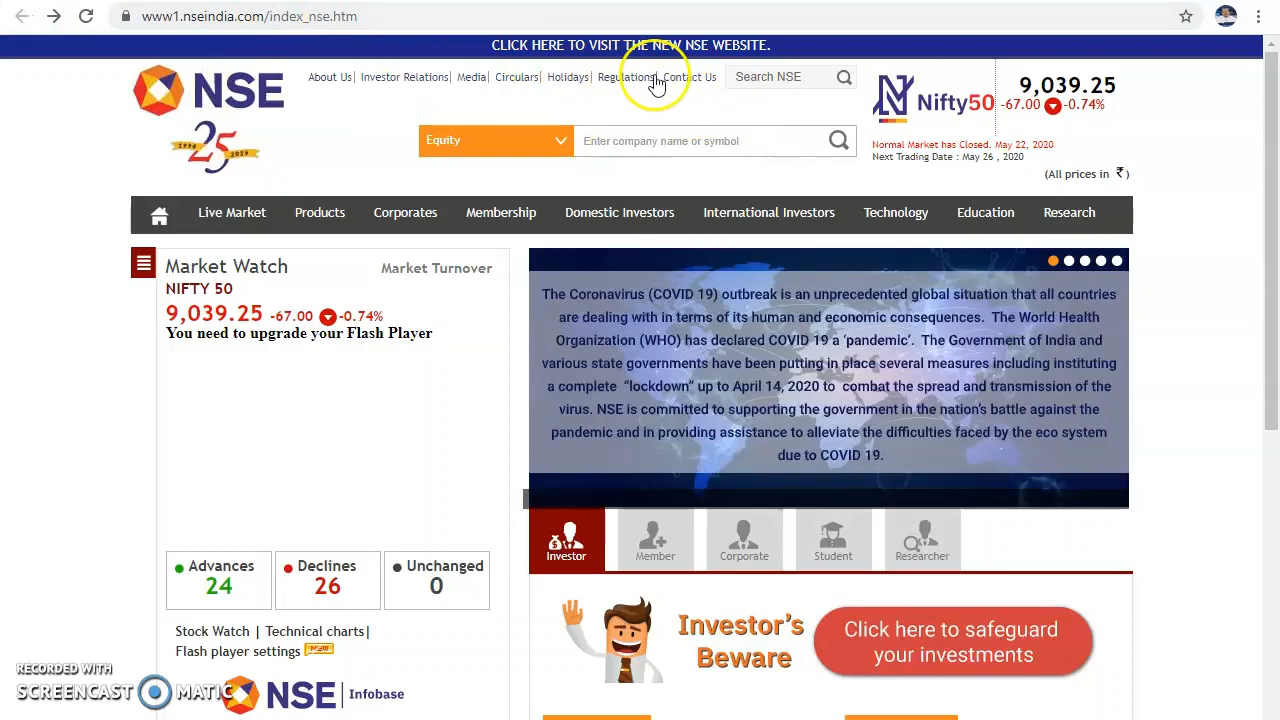 www1.nseindia.com/index_nse.htm
CLICK HERE TO VISIT THE NEW NSE WEBSITE.
NSE
1994 25 2019
About Us| Investor Relations| Media| Circulars| Holidays| Regulations| Contact Us
Search NSE
Equity
Enter company name or symbol
Nifty50
9,039.25
-67.00 -0.74%
Normal Market has Closed. May 22, 2020
Next Trading Date : May 26 , 2020
(All prices in ₹)
Live Market Products Corporates Membership Domestic Investors International Investors Technology Education Research
Market Watch
Market Turnover
NIFTY 50
9,039.25 -67.00 -0.74%
You need to upgrade your Flash Player
The Coronavirus (COVID 19) outbreak is an unprecedented global situation that all countries
are dealing with in terms of its human and economic consequences. The World Health
Organization (WHO) has declared COVID 19 a ‘pandemic’. The Government of India and
various state governments have been putting in place several measures including instituting
a complete “lockdown” up to April 14, 2020 to combat the spread and transmission of the
virus. NSE is committed to supporting the government in the nation’s battle against the
pandemic and in providing assistance to alleviate the difficulties faced by the eco system
due to COVID 19.
Investor
Member
Corporate
Student
Researcher
Advances
24
Declines
26
Unchanged
0
Stock Watch | Technical charts|
Flash player settings NEW
NSE Infobase
Investor's
Beware
Click here to safeguard
your investments
RECORDED WITH
SCREENCAST MATIC